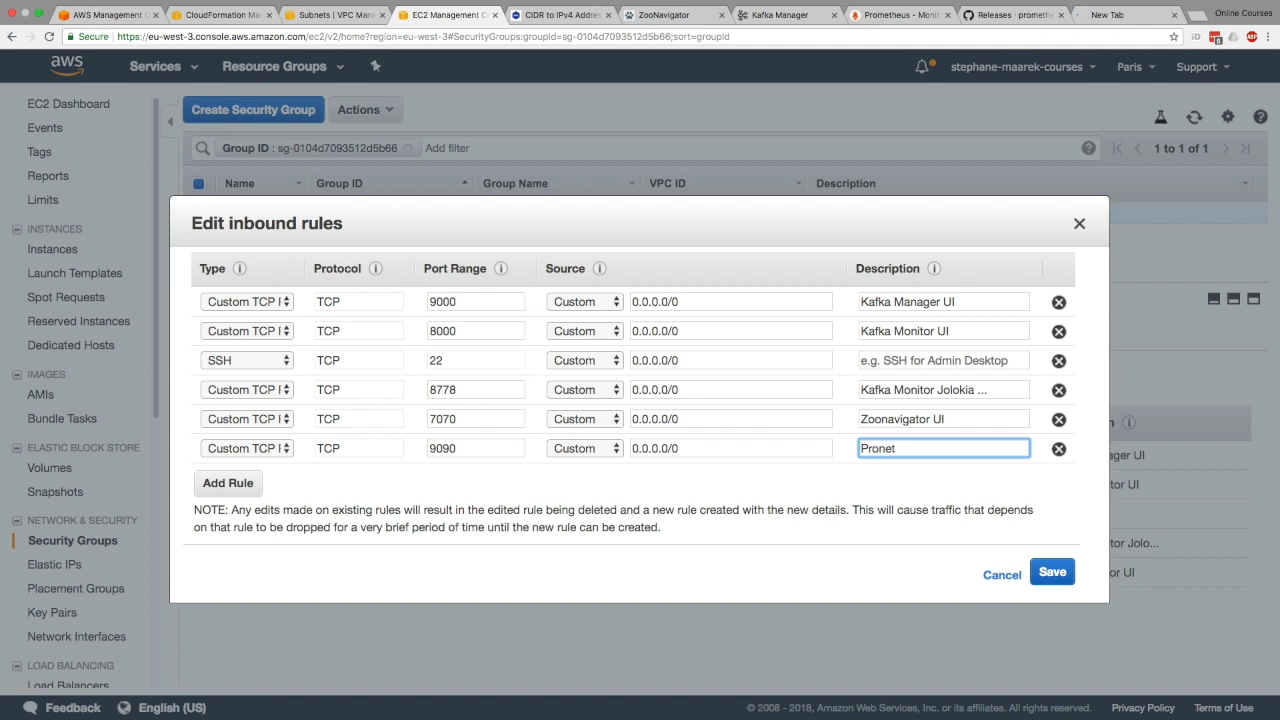 AWS Management C
CloudFormation Ma
Subnets | VPC Mana
EC2 Management C
CIDR to IPv4 Addres
ZooNavigator
Kafka Manager
Prometheus - Monit
Releases · prometh
New Tab
Online Courses
Secure
https://eu-west-3.console.aws.amazon.com/ec2/v2/home?region=eu-west-3#SecurityGroups:groupId=sg-0104d7093512d5b66;sort=groupId
aws
Services
Resource Groups
stephane-maarek-courses
Paris
Support
EC2 Dashboard
Events
Tags
Reports
Limits
INSTANCES
Instances
Launch Templates
Spot Requests
Reserved Instances
Dedicated Hosts
IMAGES
AMIs
Bundle Tasks
ELASTIC BLOCK STORE
Volumes
Snapshots
NETWORK & SECURITY
Security Groups
Elastic IPs
Placement Groups
Key Pairs
Network Interfaces
LOAD BALANCING
Load Balancers
Create Security Group
Actions
Group ID : sg-0104d7093512d5b66
Add filter
1 to 1 of 1
Name Group ID Group Name VPC ID Description
Edit inbound rules
Type Protocol Port Range Source Description
Custom TCP TCP 9000 Custom 0.0.0.0/0 Kafka Manager UI
Custom TCP TCP 8000 Custom 0.0.0.0/0 Kafka Monitor UI
SSH TCP 22 Custom 0.0.0.0/0 e.g. SSH for Admin Desktop
Custom TCP TCP 8778 Custom 0.0.0.0/0 Kafka Monitor Jolokia ...
Custom TCP TCP 7070 Custom 0.0.0.0/0 Zoonavigator UI
Custom TCP TCP 9090 Custom 0.0.0.0/0 Pronet
Add Rule
NOTE: Any edits made on existing rules will result in the edited rule being deleted and a new rule created with the new details. This will cause traffic that depends
on that rule to be dropped for a very brief period of time until the new rule can be created.
Cancel
Save
ager UI
tor UI
tor Jolo...
or UI
Feedback
English (US)
© 2008 - 2018, Amazon Web Services, Inc. or its affiliates. All rights reserved.
Privacy Policy
Terms of Use